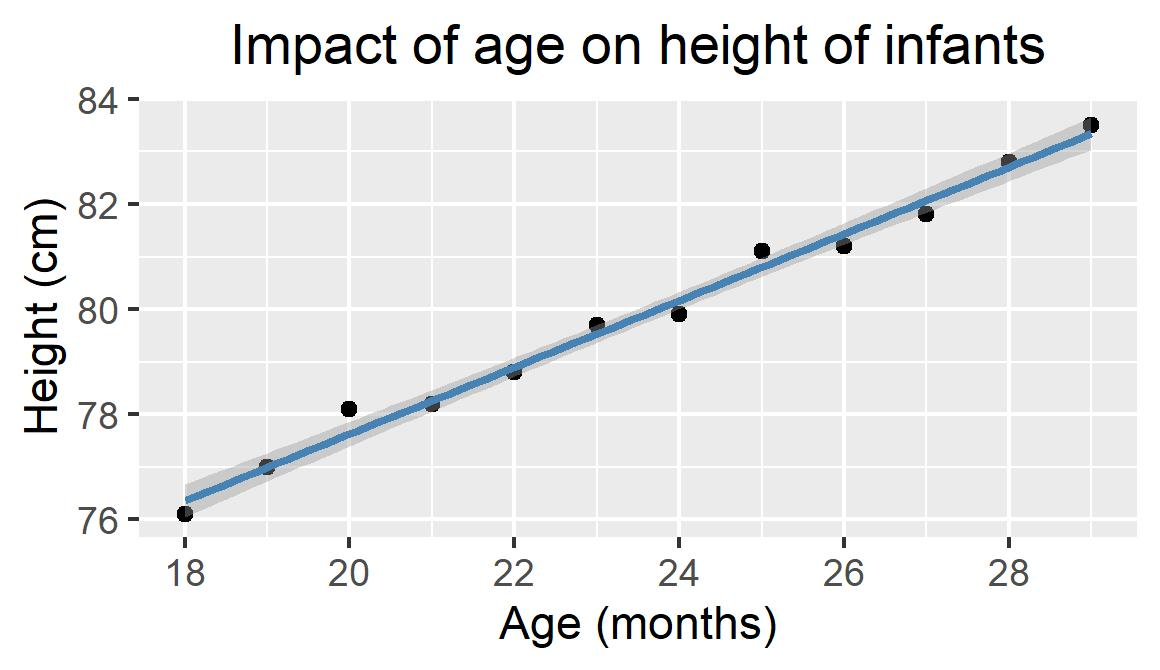 Impact of age on height of infants
84
82
80
78
76
Height (cm)
18 20 22 24 26 28
Age (months)